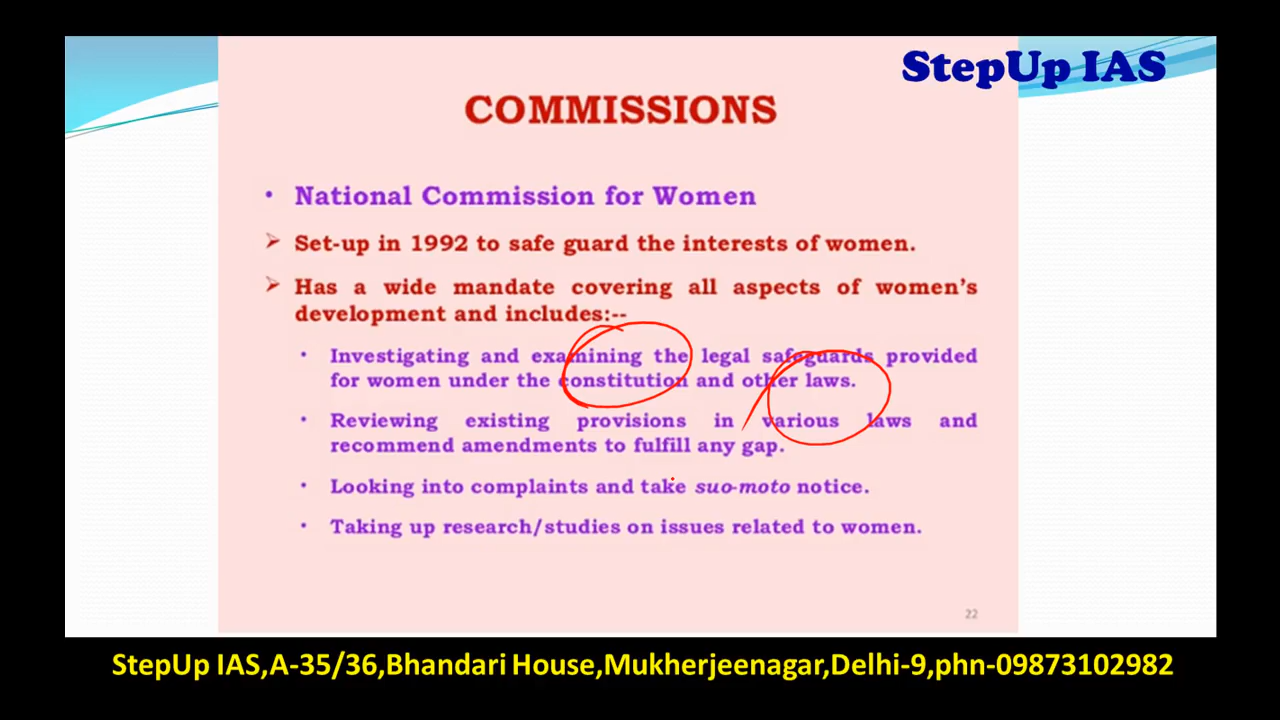 StepUp IAS
COMMISSIONS
• National Commission for Women
➢ Set-up in 1992 to safe guard the interests of women.
➢ Has a wide mandate covering all aspects of women's
development and includes:--
• Investigating and examining the legal safeguards provided
for women under the constitution and other laws.
• Reviewing existing provisions in various laws and
recommend amendments to fulfill any gap.
• Looking into complaints and take suo-moto notice.
• Taking up research/studies on issues related to women.
22
StepUp IAS,A-35/36,Bhandari House,Mukherjeenagar,Delhi-9,phn-09873102982